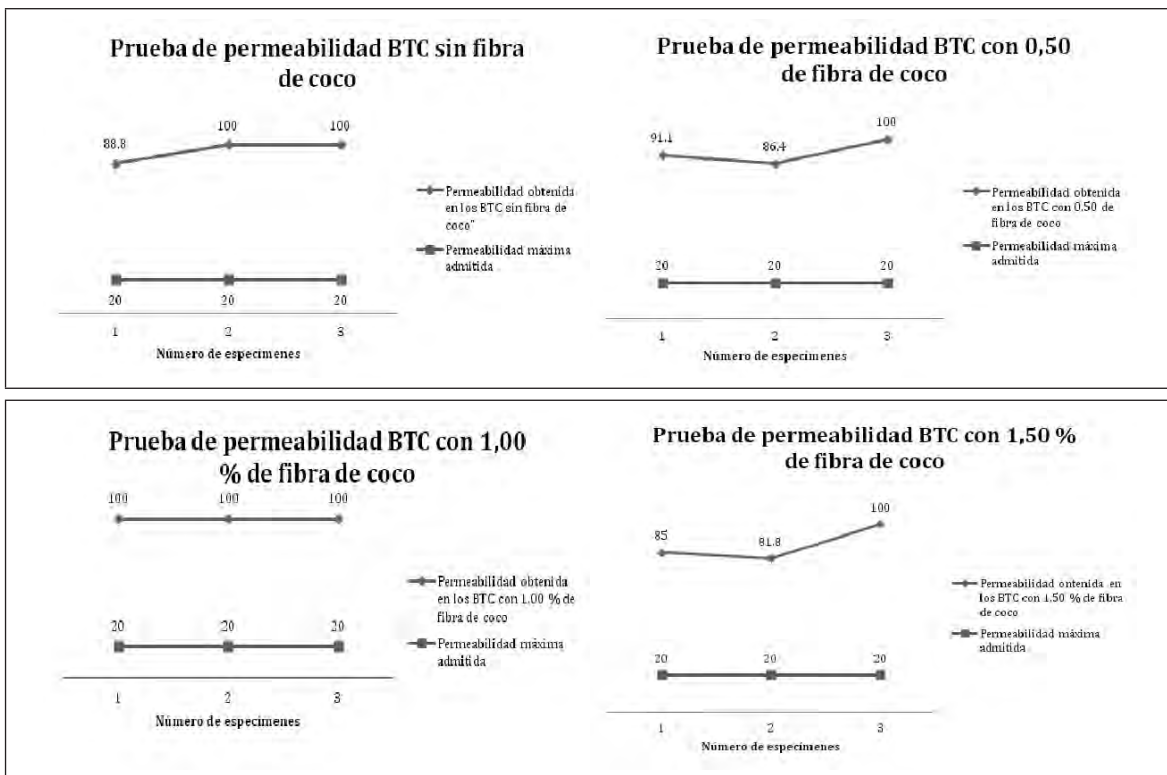 Prueba de permeabilidad BTC sin fibra
de coco
88.8
100
100
20
20
20
1
2
3
Número de especímenes
Permeabilidad obtenida
en los BTC sin fibra de
coco"
Permeabilidad máxima
admitida
Prueba de permeabilidad BTC con 0,50
de fibra de coco
91.1
86.4
100
20
20
20
1
2
3
Número de especímenes
Permeabilidad obtenida
en los BTC con 0.50 de
fibra de coco
Permeabilidad máxima
admitida
Prueba de permeabilidad BTC con 1,00
% de fibra de coco
100
100
100
20
20
20
1
2
3
Número de especímenes
Permeabilidad obtenida
en los BTC con 1.00 % de
fibra de coco
Permeabilidad máxima
admitida
Prueba de permeabilidad BTC con 1,50 %
de fibra de coco
85
81.8
100
20
20
20
1
2
3
Número de especímenes
Permeabilidad ontenida en
los BTC con 1.50 % de fibra
de coco
Permeabilidad máxima
admitida